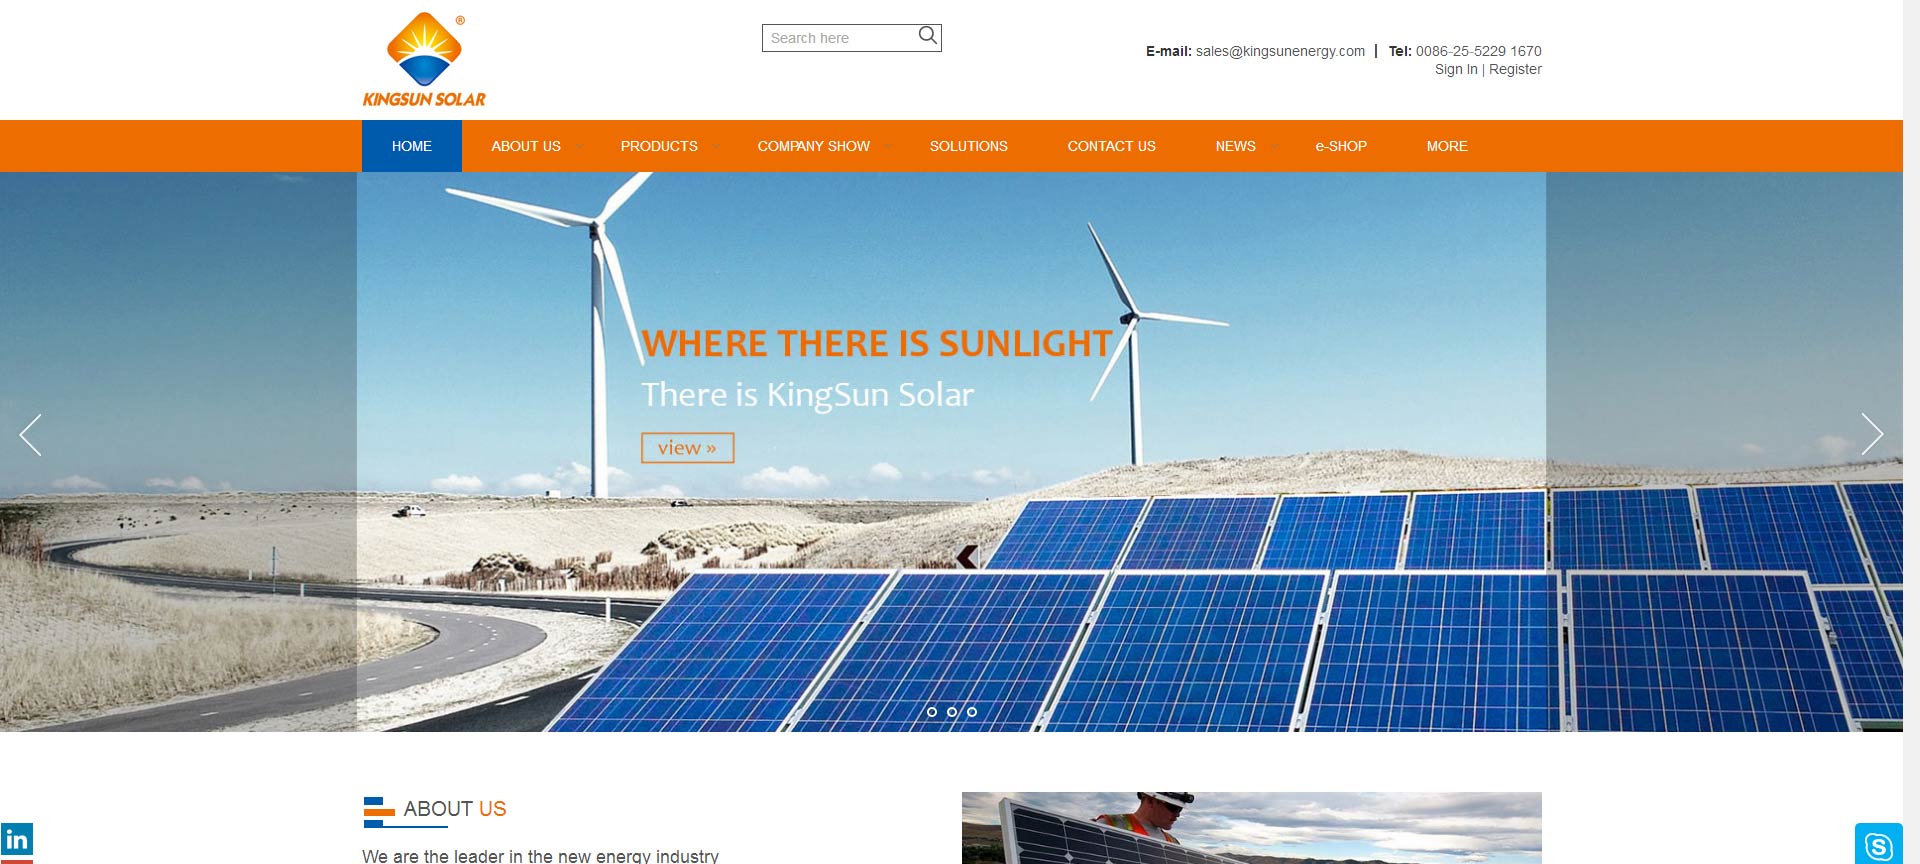 ®
KINGSUN SOLAR
Search here
E-mail: sales@kingsunenergy.com | Tel: 0086-25-5229 1670
Sign In | Register
HOME ABOUT US PRODUCTS COMPANY SHOW SOLUTIONS CONTACT US NEWS e-SHOP MORE
WHERE THERE IS SUNLIGHT
There is KingSun Solar
view »
ABOUT US
We are the leader in the new energy industry
in
S